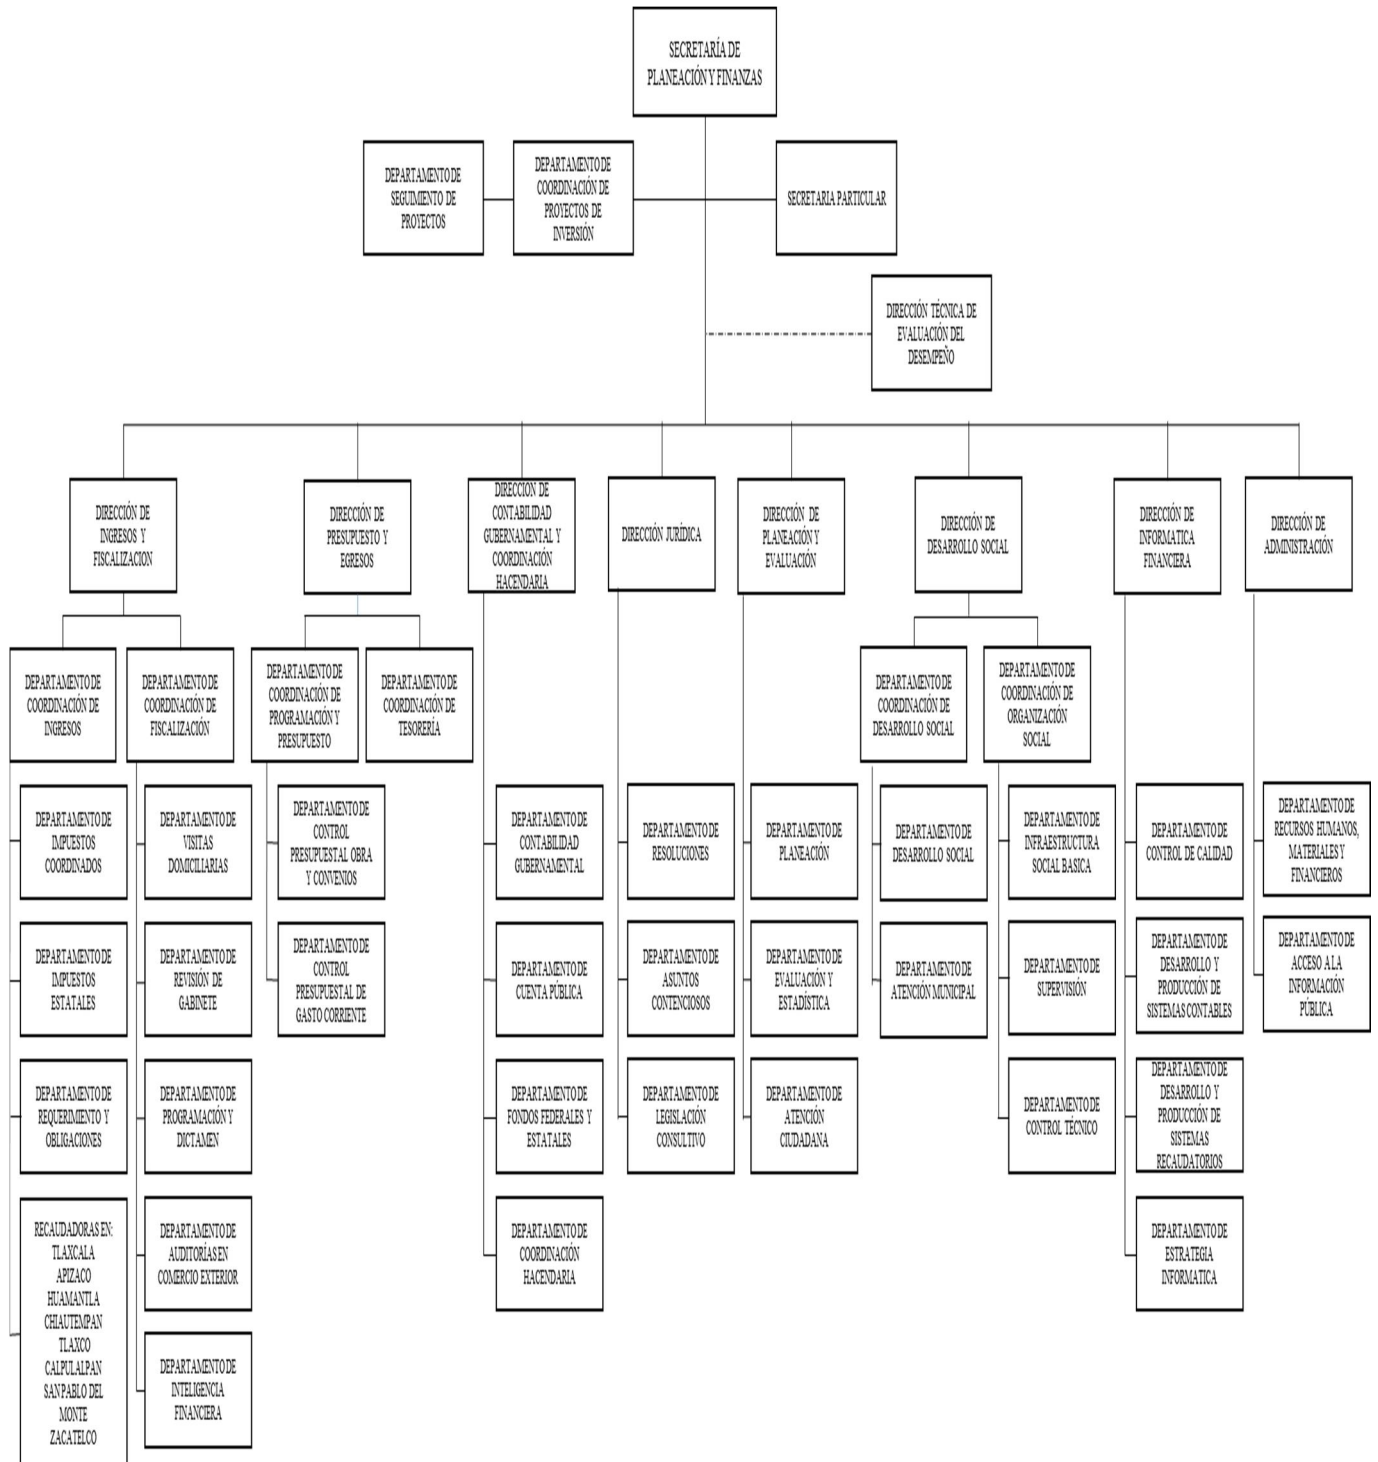 SECRETARÍA DE
PLANEACIÓN Y FINANZAS
DEPARTAMENTO DE
SEGUIMIENTO DE
PROYECTOS
DEPARTAMENTO DE
COORDINACIÓN DE
PROYECTOS DE
INVERSIÓN
SECRETARIA PARTICULAR
DIRECCIÓN TÉCNICA DE
EVALUACIÓN DEL
DESEMPEÑO
DIRECCIÓN DE
INGRESOS Y
FISCALIZACION
DIRECCIÓN DE
PRESUPUESTO Y
EGRESOS
DIRECCION DE
CONTABILIDAD
GUBERNAMENTAL Y
COORDINACIÓN
HACENDARIA
DIRECCIÓN JURÍDICA
DIRECCIÓN DE
PLANEACIÓN Y
EVALUACIÓN
DIRECCIÓN DE
DESARROLLO SOCIAL
DIRECCIÓN DE
INFORMATICA
FINANCIERA
DIRECCIÓN DE
ADMINISTRACIÓN
DEPARTAMENTO DE
COORDINACIÓN DE
INGRESOS
DEPARTAMENTO DE
COORDINACIÓN DE
FISCALIZACIÓN
DEPARTAMENTO DE
COORDINACIÓN DE
PROGRAMACIÓN Y
PRESUPUESTO
DEPARTAMENTO DE
COORDINACIÓN DE
TESORERÍA
DEPARTAMENTO DE
COORDINACIÓN DE
DESARROLLO SOCIAL
DEPARTAMENTO DE
COORDINACIÓN DE
ORGANIZACIÓN
SOCIAL
DEPARTAMENTO DE
IMPUESTOS
COORDINADOS
DEPARTAMENTO DE
VISITAS
DOMICILIARIAS
DEPARTAMENTO DE
CONTROL
PRESUPUESTAL OBRA
Y CONVENIOS
DEPARTAMENTO DE
CONTABILIDAD
GUBERNAMENTAL
DEPARTAMENTO DE
RESOLUCIONES
DEPARTAMENTO DE
PLANEACIÓN
DEPARTAMENTO DE
DESARROLLO SOCIAL
DEPARTAMENTO DE
INFRAESTRUCTURA
SOCIAL BASICA
DEPARTAMENTO DE
CONTROL DE CALIDAD
DEPARTAMENTO DE
RECURSOS HUMANOS,
MATERIALES Y
FINANCIEROS
DEPARTAMENTO DE
IMPUESTOS
ESTATALES
DEPARTAMENTO DE
REVISIÓN DE
GABINETE
DEPARTAMENTO DE
CONTROL
PRESUPUESTAL DE
GASTO CORRIENTE
DEPARTAMENTO DE
CUENTA PÚBLICA
DEPARTAMENTO DE
ASUNTOS
CONTENCIOSOS
DEPARTAMENTO DE
EVALUACIÓN Y
ESTADÍSTICA
DEPARTAMENTO DE
ATENCIÓN MUNICIPAL
DEPARTAMENTO DE
SUPERVISIÓN
DEPARTAMENTO DE
DESARROLLO Y
PRODUCCIÓN DE
SISTEMAS CONTABLES
DEPARTAMENTO DE
ACCESO A LA
INFORMACIÓN
PÚBLICA
DEPARTAMENTO DE
REQUERIMIENTO Y
OBLIGACIONES
DEPARTAMENTO DE
PROGRAMACIÓN Y
DICTAMEN
DEPARTAMENTO DE
FONDOS FEDERALES Y
ESTATALES
DEPARTAMENTO DE
LEGISLACIÓN
CONSULTIVO
DEPARTAMENTO DE
ATENCIÓN
CIUDADANA
DEPARTAMENTO DE
CONTROL TÉCNICO
DEPARTAMENTO DE
DESARROLLO Y
PRODUCCIÓN DE
SISTEMAS
RECAUDATORIOS
RECAUDADORAS EN:
TLAXCALA
APIZACO
HUAMANTLA
CHIAUTEMPAN
TLAXCO
CALPULALPAN
SAN PABLO DEL
MONTE
ZACATELCO
DEPARTAMENTO DE
AUDITORÍAS EN
COMERCIO EXTERIOR
DEPARTAMENTO DE
COORDINACIÓN
HACENDARIA
DEPARTAMENTO DE
ESTRATEGIA
INFORMATICA
DEPARTAMENTO DE
INTELIGENCIA
FINANCIERA